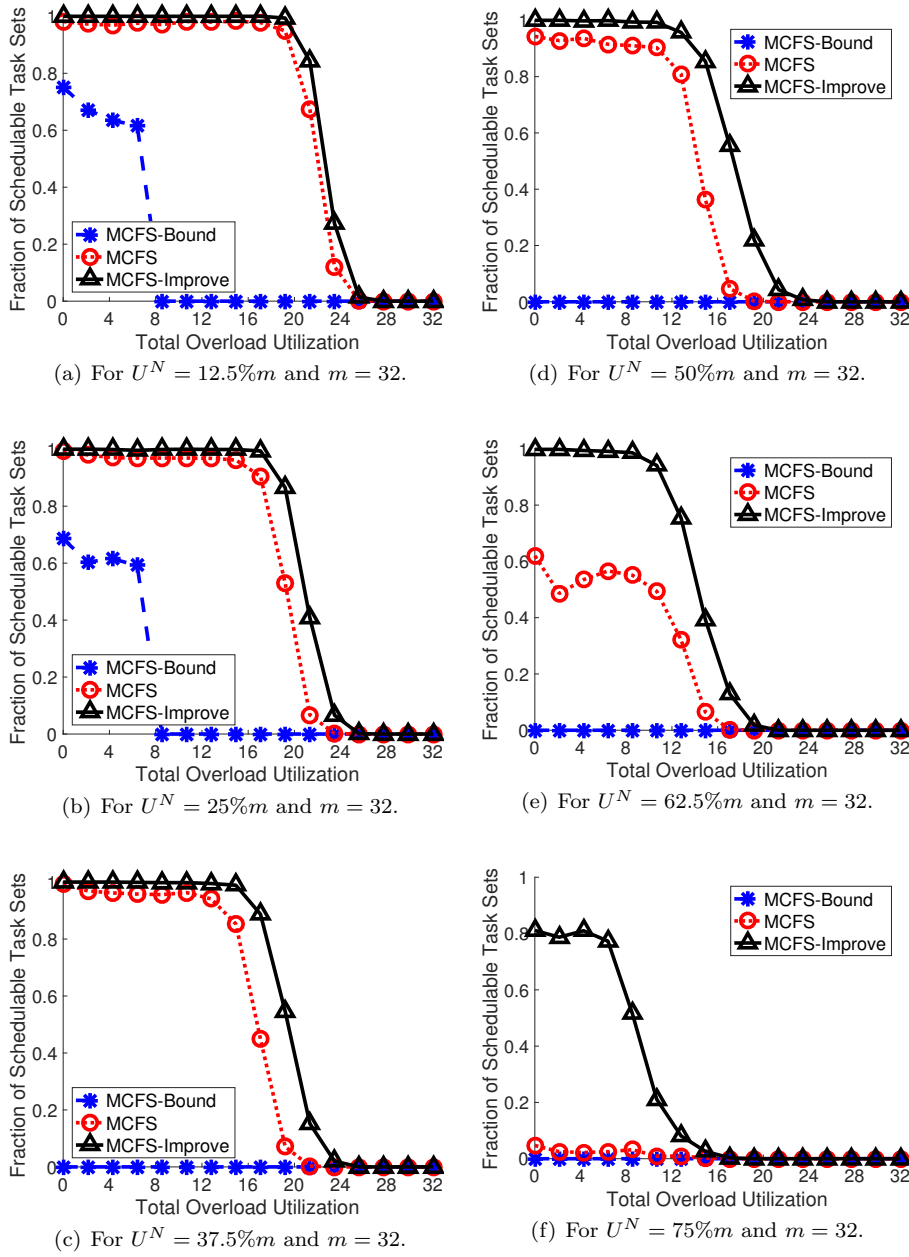 Fraction of Schedulable Task Sets
1
0.8
0.6
0.4
0.2
0
MCFS-Bound
MCFS
MCFS-Improve
0 4 8 12 16 20 24 28 32
Total Overload Utilization
(a) For U^N = 12.5%m and m = 32.
Fraction of Schedulable Task Sets
1
0.8
0.6
0.4
0.2
0
MCFS-Bound
MCFS
MCFS-Improve
0 4 8 12 16 20 24 28 32
Total Overload Utilization
(b) For U^N = 25%m and m = 32.
Fraction of Schedulable Task Sets
1
0.8
0.6
0.4
0.2
0
MCFS-Bound
MCFS
MCFS-Improve
0 4 8 12 16 20 24 28 32
Total Overload Utilization
(c) For U^N = 37.5%m and m = 32.
Fraction of Schedulable Task Sets
1
0.8
0.6
0.4
0.2
0
MCFS-Bound
MCFS
MCFS-Improve
0 4 8 12 16 20 24 28 32
Total Overload Utilization
(d) For U^N = 50%m and m = 32.
Fraction of Schedulable Task Sets
1
0.8
0.6
0.4
0.2
0
MCFS-Bound
MCFS
MCFS-Improve
0 4 8 12 16 20 24 28 32
Total Overload Utilization
(e) For U^N = 62.5%m and m = 32.
Fraction of Schedulable Task Sets
1
0.8
0.6
0.4
0.2
0
MCFS-Bound
MCFS
MCFS-Improve
0 4 8 12 16 20 24 28 32
Total Overload Utilization
(f) For U^N = 75%m and m = 32.